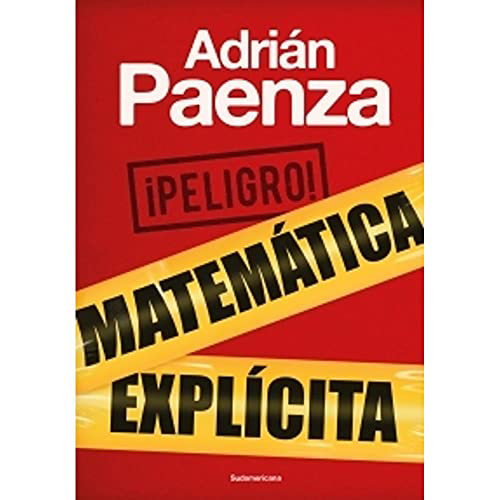 Adrián
Paenza
¡PELIGRO!
MATEMÁTICA
EXPLÍCITA
Sudamericana